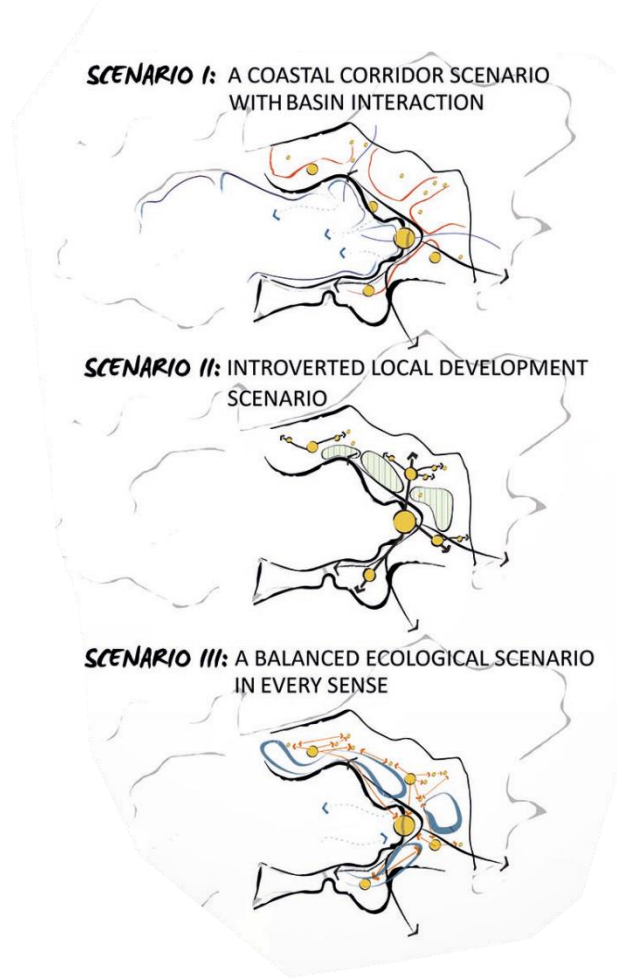 SCENARIO I: A COASTAL CORRIDOR SCENARIO
WITH BASIN INTERACTION
SCENARIO II: INTROVERTED LOCAL DEVELOPMENT
SCENARIO
SCENARIO III: A BALANCED ECOLOGICAL SCENARIO
IN EVERY SENSE